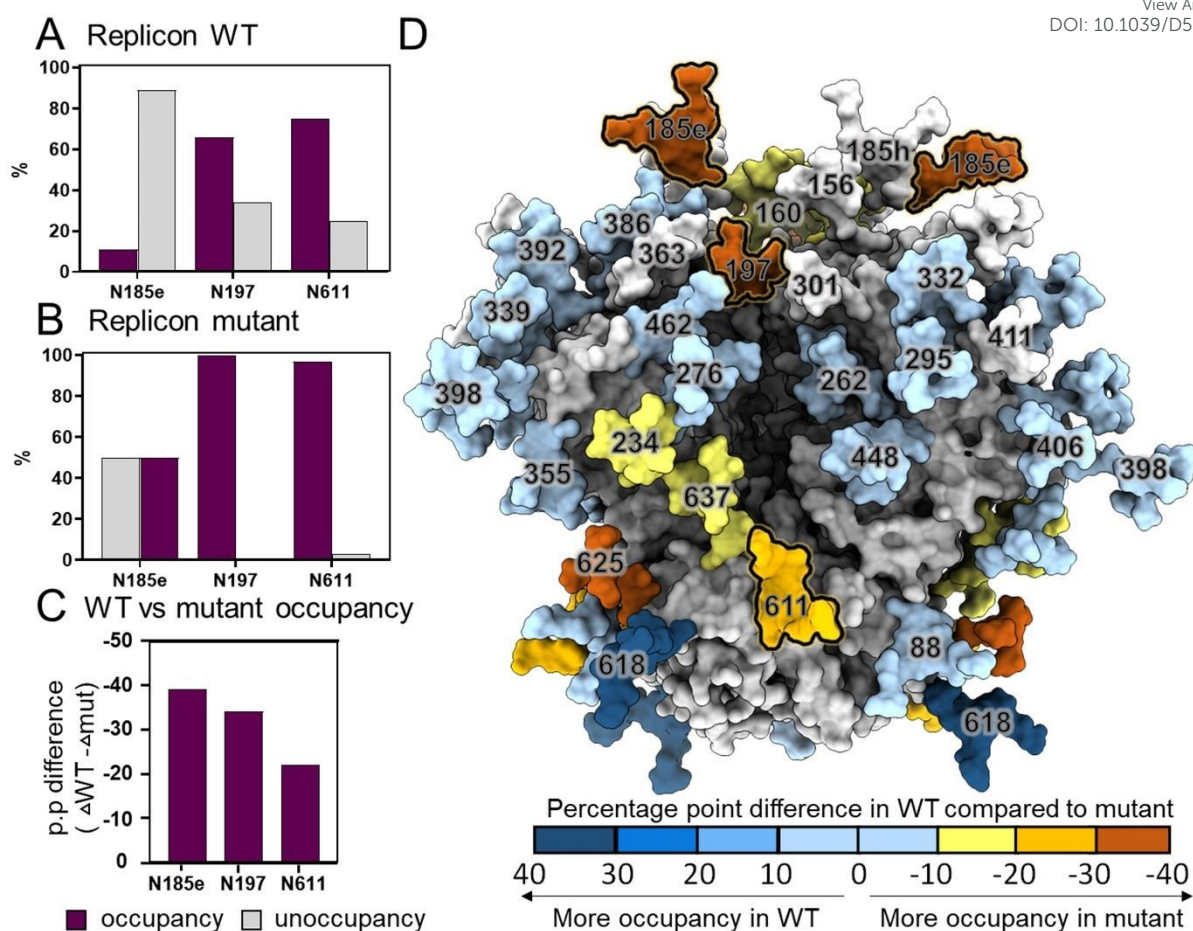 View Ar
DOI: 10.1039/D5
A Replicon WT
100
80
60
40
20
0
%
N185e N197 N611
B Replicon mutant
100
80
60
40
20
0
%
N185e N197 N611
C WT vs mutant occupancy
-50
-40
-30
-20
-10
0
p.p difference
( ▵WT -▵mut)
N185e N197 N611
occupancy unoccupancy
D
185e
185h
185e
156
160
386
392
363
197
301
332
339
462
411
276
262
295
398
234
448
406
398
355
637
625
611
88
618
618
Percentage point difference in WT compared to mutant
40 30 20 10 0 -10 -20 -30 -40
More occupancy in WT More occupancy in mutant